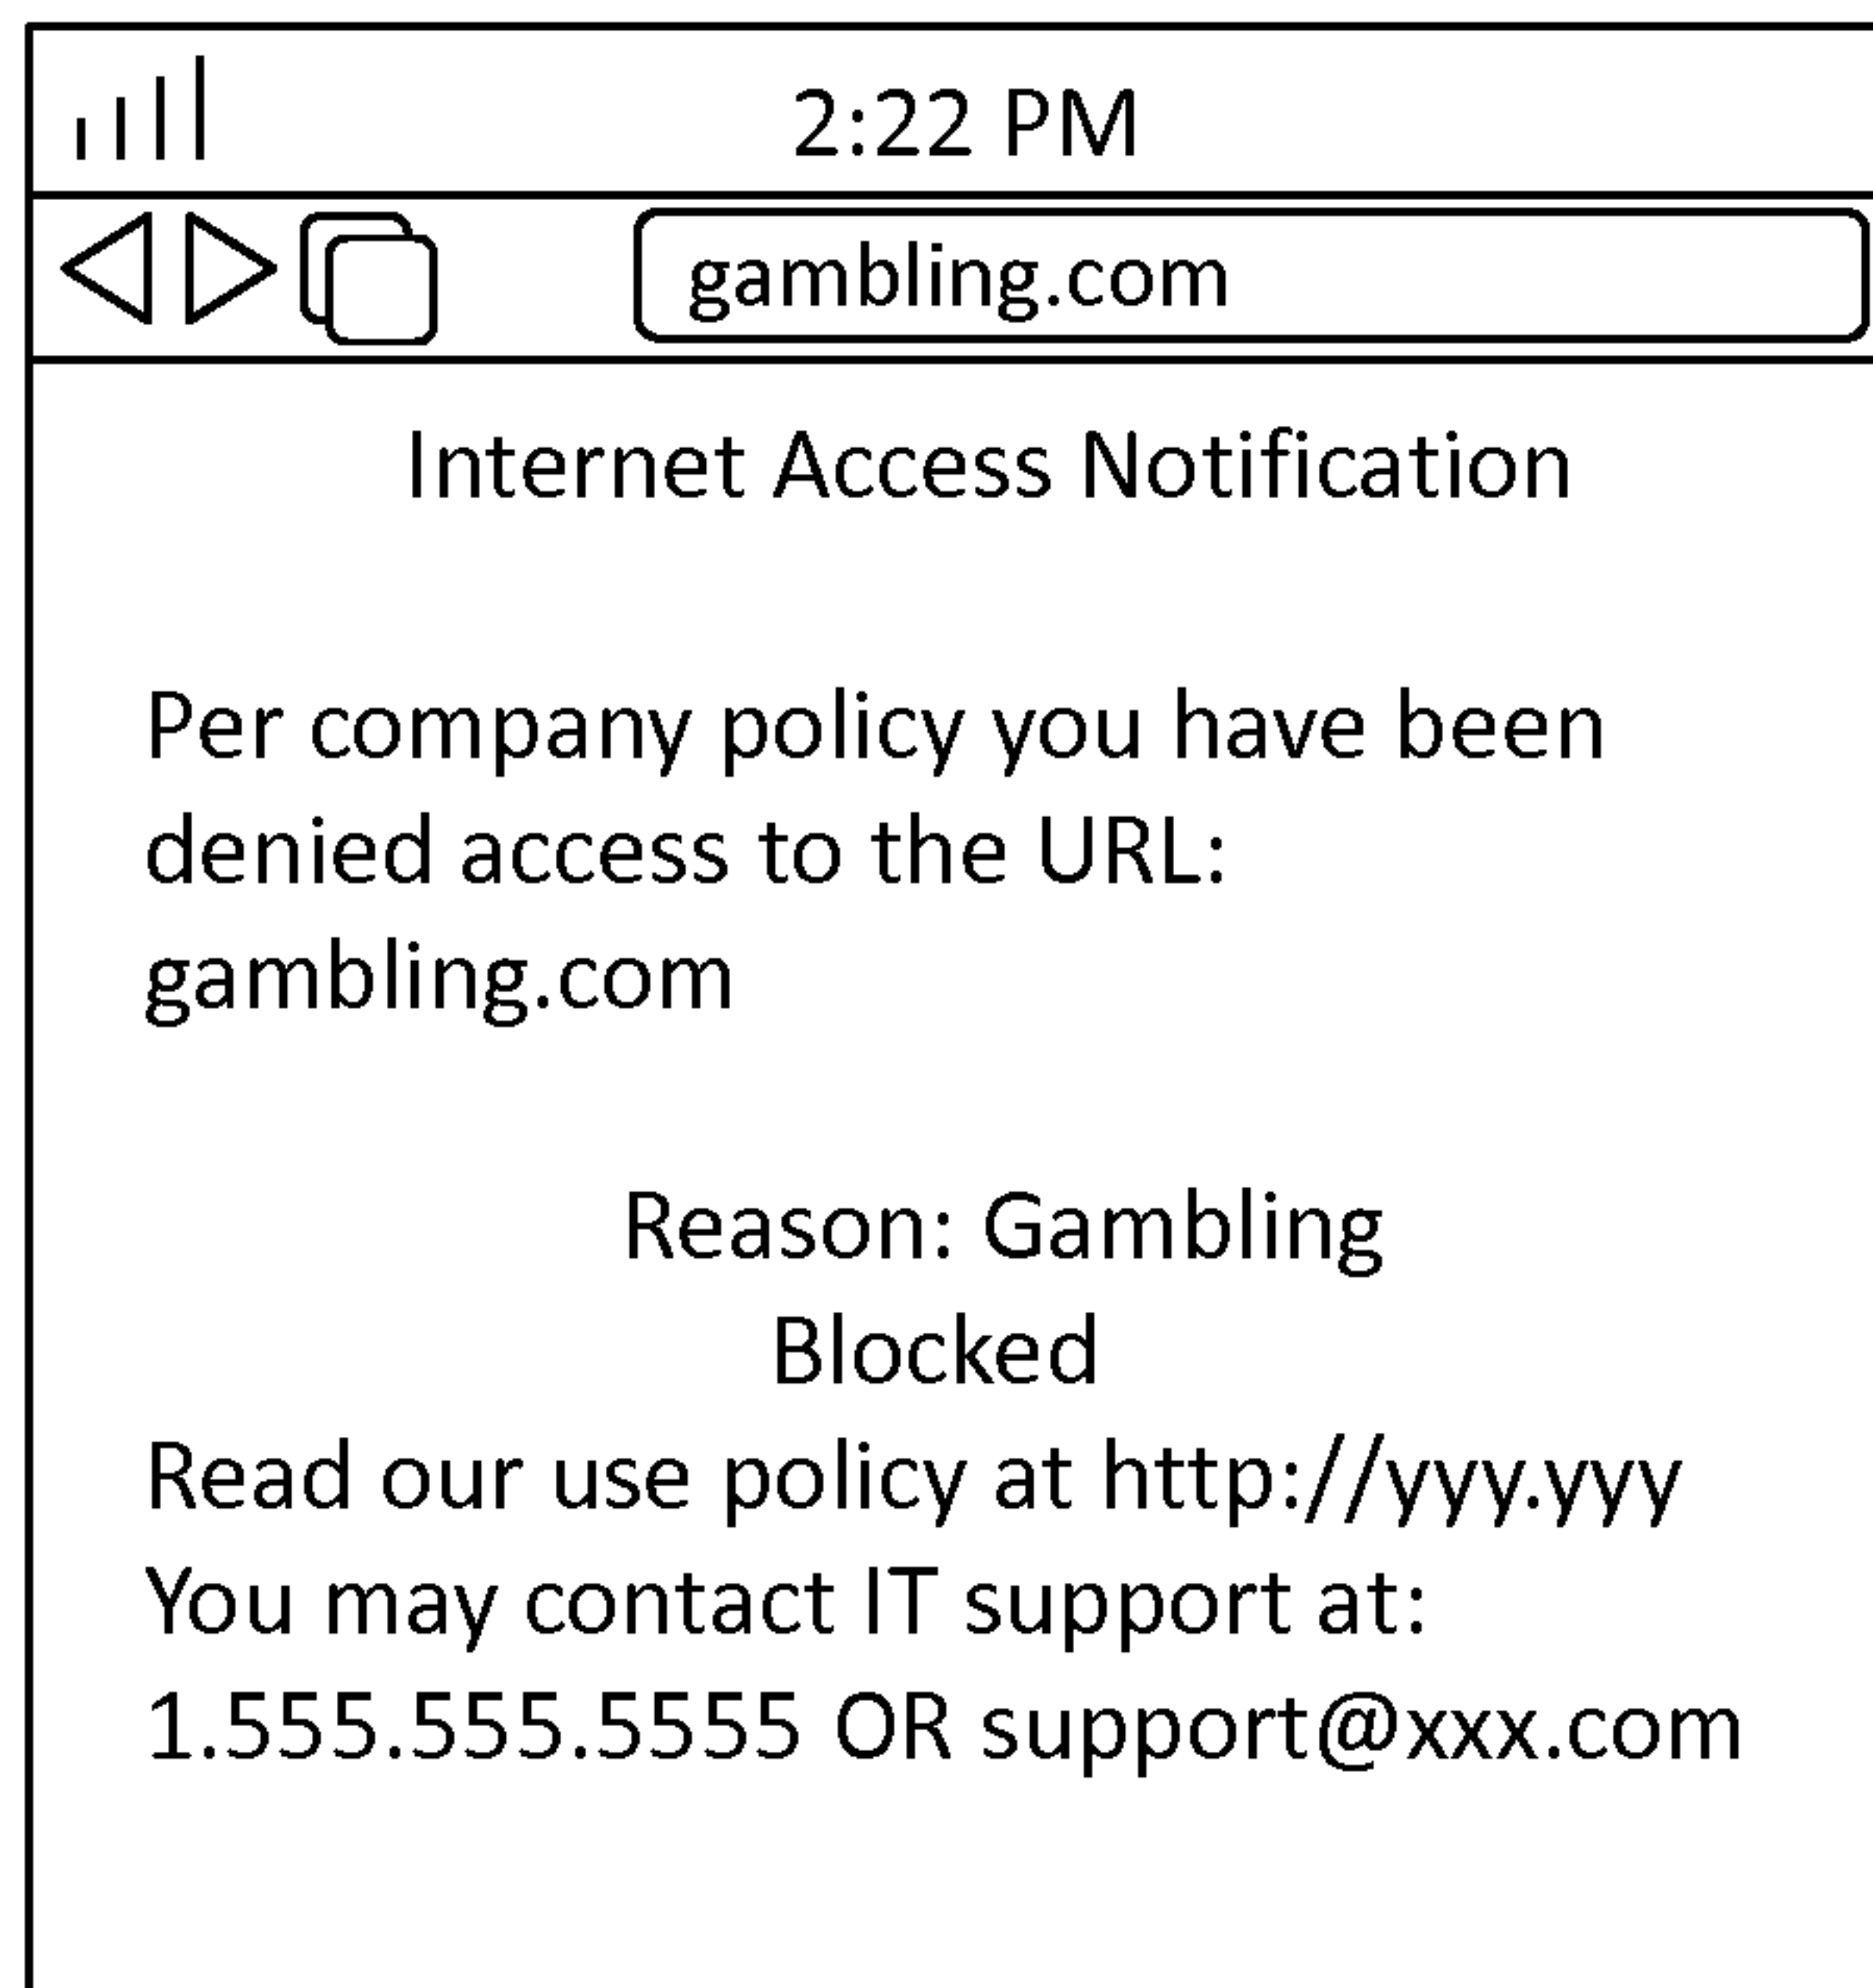 2:22 PM
gambling.com
Internet Access Notification
Per company policy you have been
denied access to the URL:
gambling.com
Reason: Gambling
Blocked
Read our use policy at http://yyy.yyy
You may contact IT support at:
1.555.555.5555 OR support@xxx.com